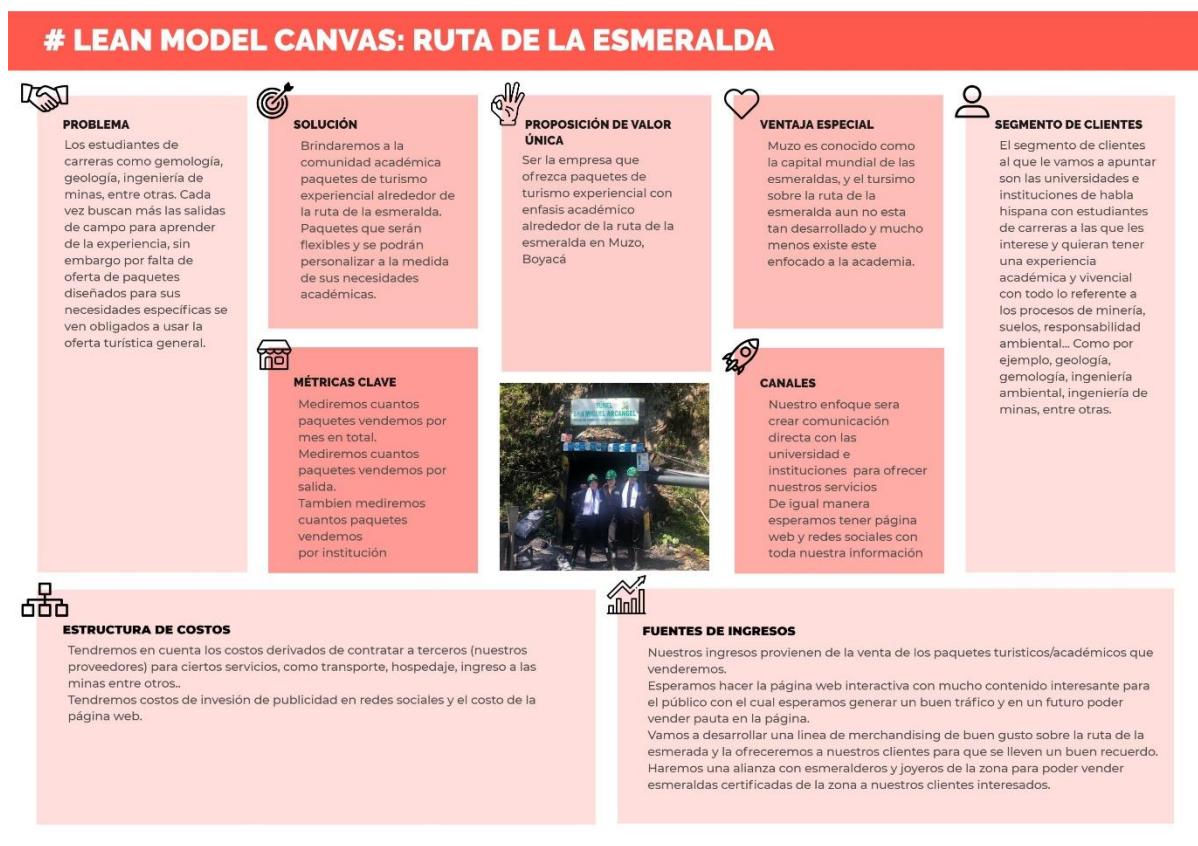 # LEAN MODEL CANVAS: RUTA DE LA ESMERALDA
PROBLEMA
Los estudiantes de
carreras como gemología,
geología, ingeniería de
minas, entre otras. Cada
vez buscan más las salidas
de campo para aprender
de la experiencia, sin
embargo por falta de
oferta de paquetes
diseñados para sus
necesidades específicas se
ven obligados a usar la
oferta turística general.
SOLUCIÓN
Brindaremos a la
comunidad académica
paquetes de turismo
experiencial alrededor de
la ruta de la esmeralda.
Paquetes que serán
flexibles y se podrán
personalizar a la medida
de sus necesidades
académicas.
MÉTRICAS CLAVE
Mediremos cuantos
paquetes vendemos por
mes en total.
Mediremos cuantos
paquetes vendemos por
salida.
Tambien mediremos
cuantos paquetes
vendemos
por institución
PROPOSICIÓN DE VALOR
ÚNICA
Ser la empresa que
ofrezca paquetes de
turismo experiencial con
enfasis académico
alrededor de la ruta de la
esmeralda en Muzo,
Boyacá
TUNEL
SAN MIGUEL ARCANGEL
VENTAJA ESPECIAL
Muzo es conocido como
la capital mundial de las
esmeraldas, y el tursimo
sobre la ruta de la
esmeralda aun no esta
tan desarrollado y mucho
menos existe este
enfocado a la academia.
CANALES
Nuestro enfoque sera
crear comunicación
directa con las
universidad e
instituciones para ofrecer
nuestros servicios
De igual manera
esperamos tener página
web y redes sociales con
toda nuestra información
SEGMENTO DE CLIENTES
El segmento de clientes
al que le vamos a apuntar
son las universidades e
instituciones de habla
hispana con estudiantes
de carreras a las que les
interese y quieran tener
una experiencia
académica y vivencial
con todo lo referente a
los procesos de minería,
suelos, responsabilidad
ambiental... Como por
ejemplo, geología,
gemología, ingeniería
ambiental, ingeniería de
minas, entre otras.
ESTRUCTURA DE COSTOS
Tendremos en cuenta los costos derivados de contratar a terceros (nuestros
proveedores) para ciertos servicios, como transporte, hospedaje, ingreso a las
minas entre otros..
Tendremos costos de invesión de publicidad en redes sociales y el costo de la
página web.
FUENTES DE INGRESOS
Nuestros ingresos provienen de la venta de los paquetes turisticos/académicos que
venderemos.
Esperamos hacer la página web interactiva con mucho contenido interesante para
el público con el cual esperamos generar un buen tráfico y en un futuro poder
vender pauta en la página.
Vamos a desarrollar una linea de merchandising de buen gusto sobre la ruta de la
esmerada y la ofreceremos a nuestros clientes para que se lleven un buen recuerdo.
Haremos una alianza con esmeralderos y joyeros de la zona para poder vender
esmeraldas certificadas de la zona a nuestros clientes interesados.